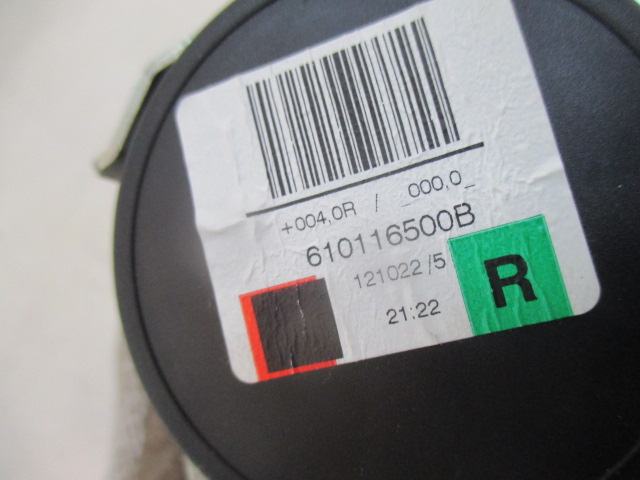 +004,0R / _000,0_
610116500B
121022/5
21:22
R